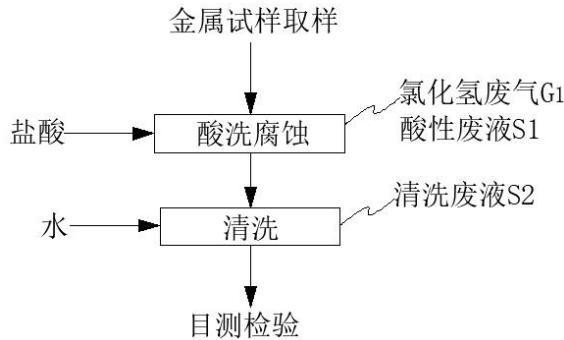 金属试样取样
氯化氢废气G1
盐酸
酸洗腐蚀
酸性废液S1
清洗废液S2
水
清洗
目测检验